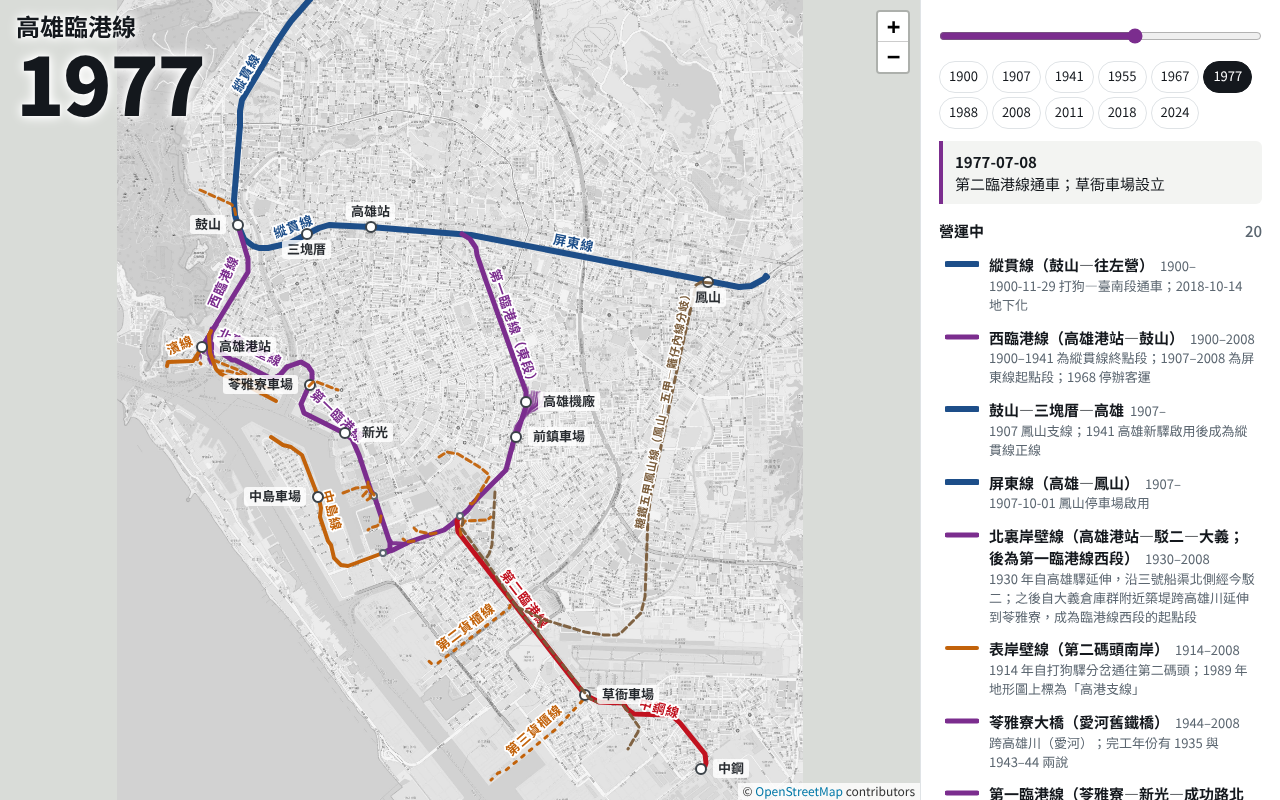 高雄臨港線
1977
+
−
縱貫線
鼓山
縱貫線
三塊厝
高雄站
屏東線
鳳山
西臨港線
第一臨港線（東段）
濱線
高雄港站
苓雅寮車場
新光
高雄機廠
前鎮車場
中島車場
中島線
第二臨港線
第二貨櫃線
草衙車場
中鋼線
第三貨櫃線
中鋼
© OpenStreetMap contributors
1900
1907
1941
1955
1967
1977
1988
2008
2011
2018
2024
1977-07-08
第二臨港線通車；草衙車場設立
營運中 20
縱貫線（鼓山—往左營） 1900–
1900-11-29 打狗—臺南段通車；2018-10-14
地下化
西臨港線（高雄港站—鼓山） 1900–2008
1900–1941 為縱貫線終點段；1907–2008 為屏
東線起點段；1968 停辦客運
鼓山—三塊厝—高雄 1907–
1907 鳳山支線；1941 高雄新驛啟用後成為縱
貫線正線
屏東線（高雄—鳳山） 1907–
1907-10-01 鳳山停車場啟用
北裏岸壁線（高雄港站—駁二—大義；
後為第一臨港線西段） 1930–2008
1930 年自高雄驛延伸，沿三號船渠北側經今駁
二；之後自大義倉庫群附近築堤跨高雄川延伸
到苓雅寮，成為臨港線西段的起點段
表岸壁線（第二碼頭南岸） 1914–2008
1914 年自打狗驛分岔通往第二碼頭；1989 年
地形圖上標為「高港支線」
苓雅寮大橋（愛河舊鐵橋） 1944–2008
跨高雄川（愛河）；完工年份有 1935 與
1943–44 兩說
第一臨港線（苓雅寮—新光—成功路北